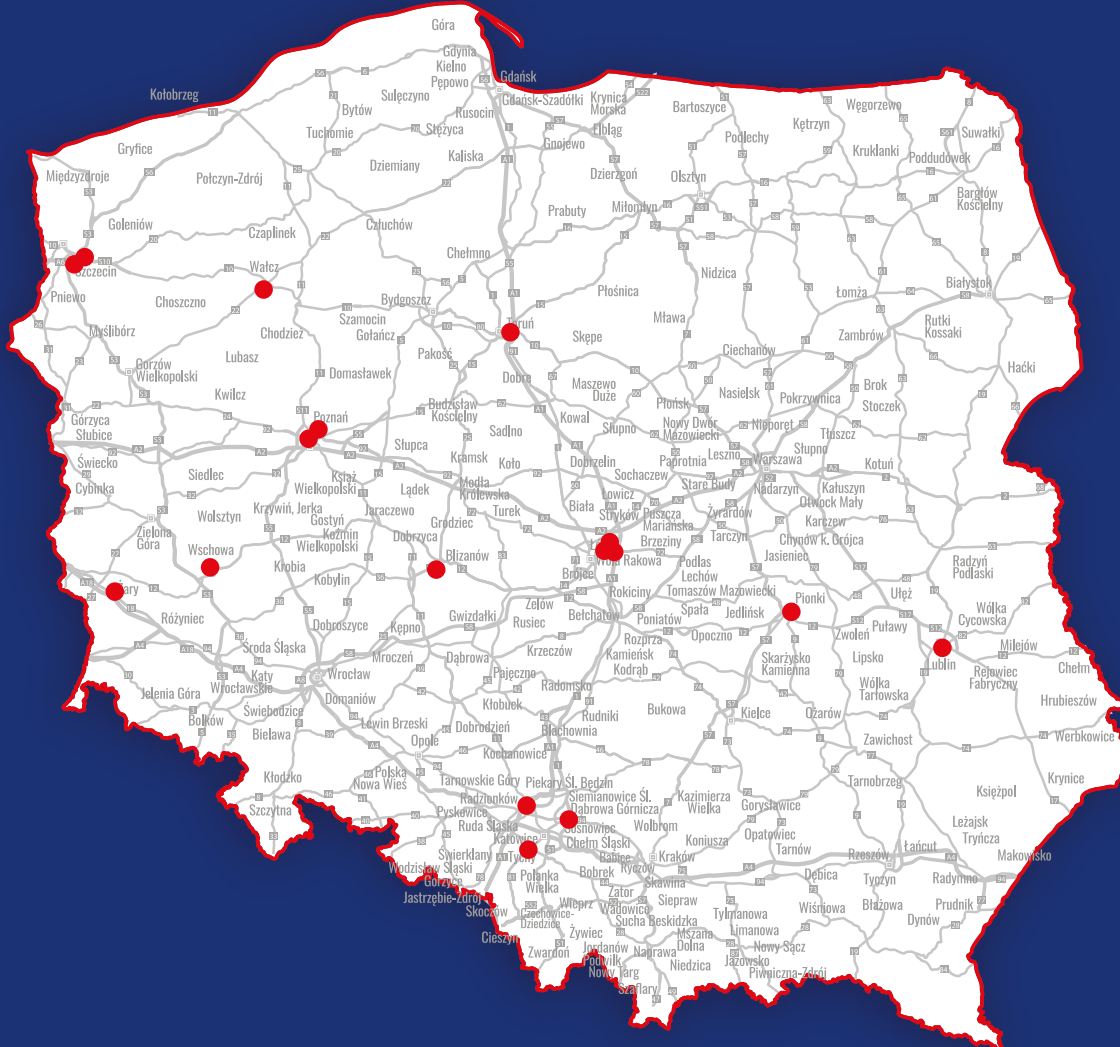 Góra
Gdynia
Kielno
Pępowo
Gdańsk
Gdańsk-Szadółki
Krynica
Morska
Kołobrzeg
Sulęczyno
Bytów
Rusocin
Stężyca
Tuchomie
Elbląg
Gnojewo
Bartoszyce
Węgorzewo
Kętrzyn
Podlechy
Suwałki
Kruklanki
Poddudówek
Gryfice
Międzyzdroje
Połczyn-Zdrój
Dziemiany
Kaliska
Dzierzgoń
Olsztyn
Bargłów
Kościelny
Goleniów
Czaplinek
Człuchów
Prabuty
Miłomłyn
Chełmno
Nidzica
Szczecin
Wałcz
Choszczno
Pniewo
Bydgoszcz
Płośnica
Łomża
Białystok
Myślibórz
Chodzież
Szamocin
Gołańcz
Toruń
Skępe
Mława
Zambrów
Rutki
Kossaki
Gorzów
Wielkopolski
Lubasz
Pakość
Domasławek
Dobre
Ciechanów
Haćki
Kwilcz
Maszewo
Duże
Nasielsk
Pokrzywnica
Brok
Stoczek
Górzyca
Słubice
Poznań
Budzisław
Kościelny
Kowal
Płońsk
Słupno
Nowy Dwór
Mazowiecki
Nieporęt
Tłuszcz
Słupca
Sadlno
Świecko
Siedlec
Kramsk
Koło
Dobrzelin
Paprotnia
Leszno
Warszawa
Słupno
Kotuń
Cybinka
Książ
Wielkopolski
Lądek
Modła
Królewska
Sochaczew
Stare Budy
Nadarzyn
Kałuszyn
Otwock Mały
Wolsztyn
Krzywiń, Jerka
Jaraczewo
Turek
Biała
Łowicz
Stryków
Puszcza
Mariańska
Żyrardów
Karczew
Zielona
Góra
Gostyń
Koźmin
Wielkopolski
Grodziec
Dobrzyca
Brzeziny
Tarczyn
Chynów k. Grójca
Jasieniec
Wschowa
Krobia
Blizanów
Brójce
Wola Rakowa
Podlas
Lechów
Radzyń
Podlaski
Żary
Kobylin
Rokiciny
Tomaszów Mazowiecki
Pionki
Ułęż
Różyniec
Dobroszyce
Gwizdałki
Zelów
Rusiec
Bełchatów
Poniatów
Spała
Jedlińsk
Wólka
Cycowska
Kępno
Opoczno
Zwoleń
Puławy
Środa Śląska
Mroczeń
Dąbrowa
Krzeczów
Rozprza
Kamieńsk
Kodrąb
Milejów
Kąty
Wrocławskie
Wrocław
Pajęczno
Skarżysko
Kamienna
Lipsko
Lublin
Rejowiec
Fabryczny
Chełm
Jelenia Góra
Domaniów
Radomsko
Wólka
Tarłowska
Hrubieszów
Bolków
Świebodzice
Kłobuck
Rudniki
Bukowa
Kielce
Ożarów
Bielawa
Lewin Brzeski
Dobrodzień
Blachownia
Werbkowice
Opole
Kochanowice
Zawichost
Kłodzko
Polska
Nowa Wieś
Tarnowskie Góry
Piekary Śl.
Będzin
Tarnobrzeg
Krynice
Szczytna
Radzionków
Pyskowice
Siemianowice Śl.
Dąbrowa Górnicza
Kazimierza
Wielka
Gorysławice
Księżpol
Ruda Śląska
Sosnowiec
Wolbrom
Opatowiec
Leżajsk
Katowice
Chełm Śląski
Koniusza
Tarnów
Tryńcza
Świerklany
Tychy
Babice
Kraków
Rzeszów
Łańcut
Makowisko
Wodzisław Śląski
Bobrek
Ryczów
Skawina
Dębica
Tyczyn
Radymno
Gorzyce
Polanka
Wielka
Zator
Jastrzębie-Zdrój
Wieprz
Wadowice
Siepraw
Wiśniowa
Błażowa
Prudnik
Skoczów
Czechowice-
Dziedzice
Sucha Beskidzka
Tylmanowa
Limanowa
Dynów
Cieszyn
Żywiec
Mszana
Dolna
Zwardoń
Jordanów
Podwilk
Naprawa
Nowy Sącz
Nowy Targ
Niedzica
Jazowsko
Piwniczna-Zdrój
Szaflary